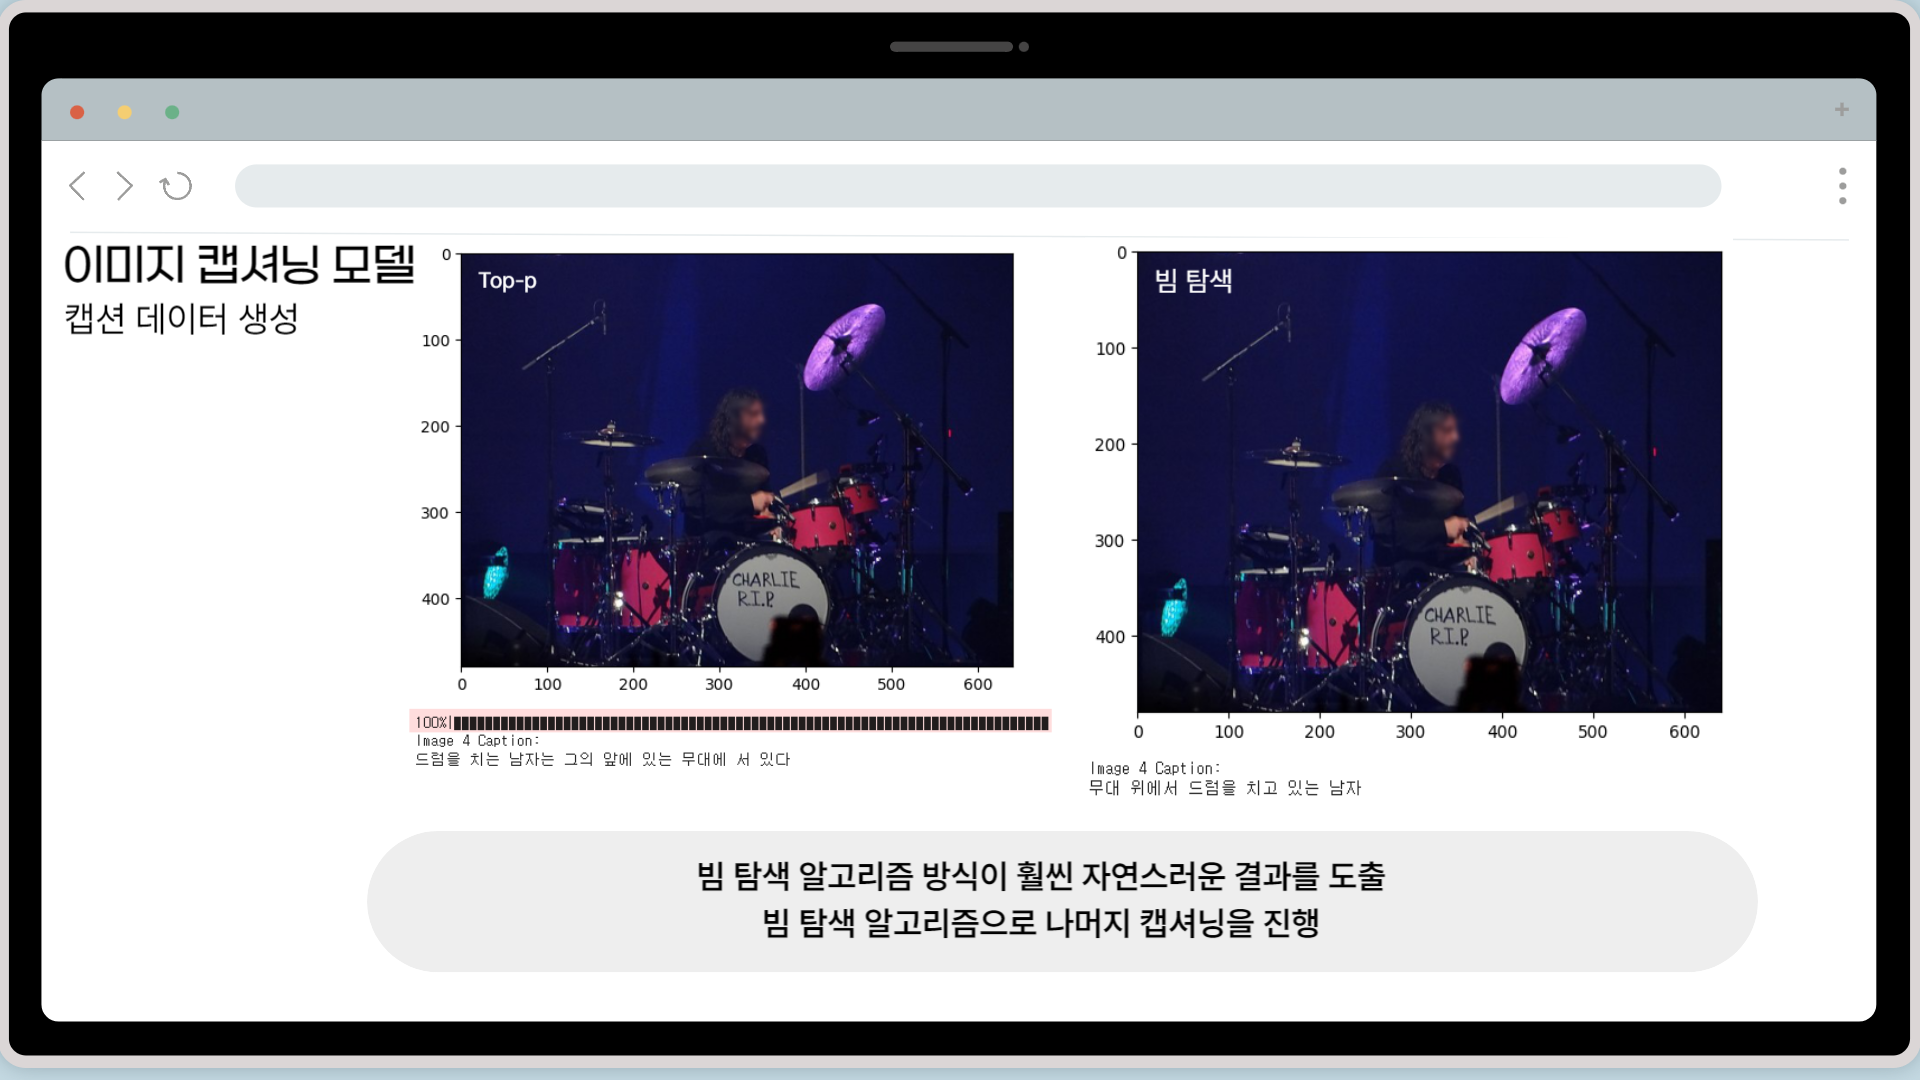 이미지 캡셔닝 모델
캡션 데이터 생성
Top-p
0
100
200
300
400
CHARLIE
R.I.P.
0 100 200 300 400 500 600
100%|
Image 4 Caption:
드럼을 치는 남자는 그의 앞에 있는 무대에 서 있다
빔 탐색
0
100
200
300
400
CHARLIE
R.I.P.
0 100 200 300 400 500 600
Image 4 Caption:
무대 위에서 드럼을 치고 있는 남자
빔 탐색 알고리즘 방식이 훨씬 자연스러운 결과를 도출
빔 탐색 알고리즘으로 나머지 캡셔닝을 진행